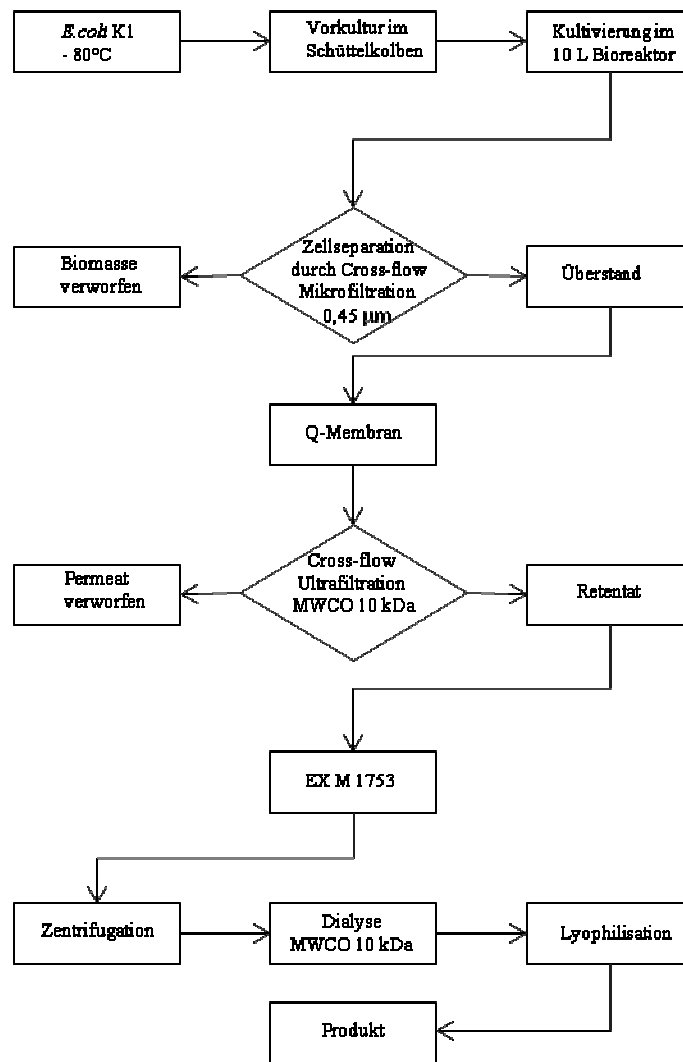 E.coli K1
- 80°C
Vorkultur im
Schüttelkolben
Kultivierung im
10 L Bioreaktor
Zellseparation
durch Cross-flow
Mikrofiltration
0,45 µm
Biomasse
verworfen
Überstand
Q-Membran
Cross-flow
Ultrafiltration
MWCO 10 kDa
Permeat
verworfen
Retentat
EX M 1753
Zentrifugation
Dialyse
MWCO 10 kDa
Lyophilisation
Produkt